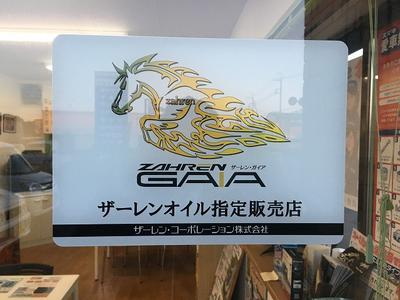 zahren
ZAHREN ザーレン・ガイア
GAiA
ザーレンオイル指定販売店
ザーレン・コーポレーション株式会社